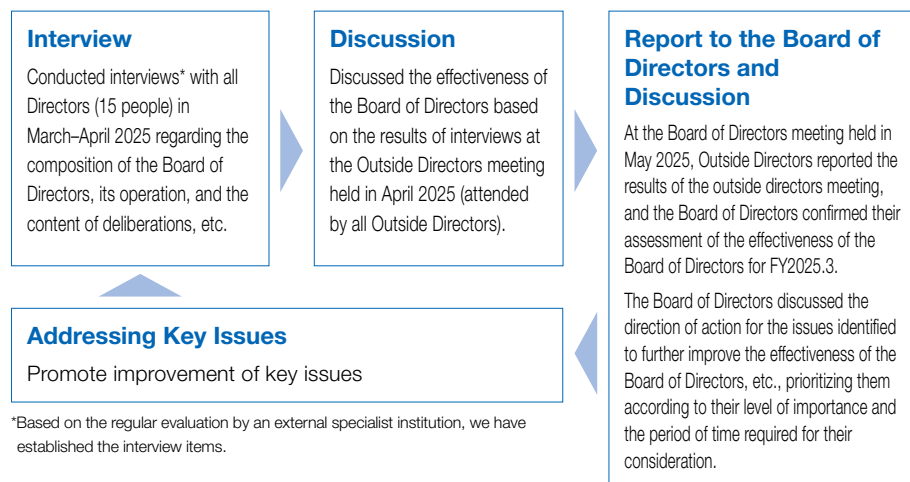 Interview
Conducted interviews* with all
Directors (15 people) in
March–April 2025 regarding the
composition of the Board of
Directors, its operation, and the
content of deliberations, etc.
Discussion
Discussed the effectiveness of
the Board of Directors based
on the results of interviews at
the Outside Directors meeting
held in April 2025 (attended
by all Outside Directors).
Report to the Board of
Directors and
Discussion
At the Board of Directors meeting held in
May 2025, Outside Directors reported the
results of the outside directors meeting,
and the Board of Directors confirmed their
assessment of the effectiveness of the
Board of Directors for FY2025.3.
The Board of Directors discussed the
direction of action for the issues identified
to further improve the effectiveness of the
Board of Directors, etc., prioritizing them
according to their level of importance and
the period of time required for their
consideration.
Addressing Key Issues
Promote improvement of key issues
*Based on the regular evaluation by an external specialist institution, we have
established the interview items.